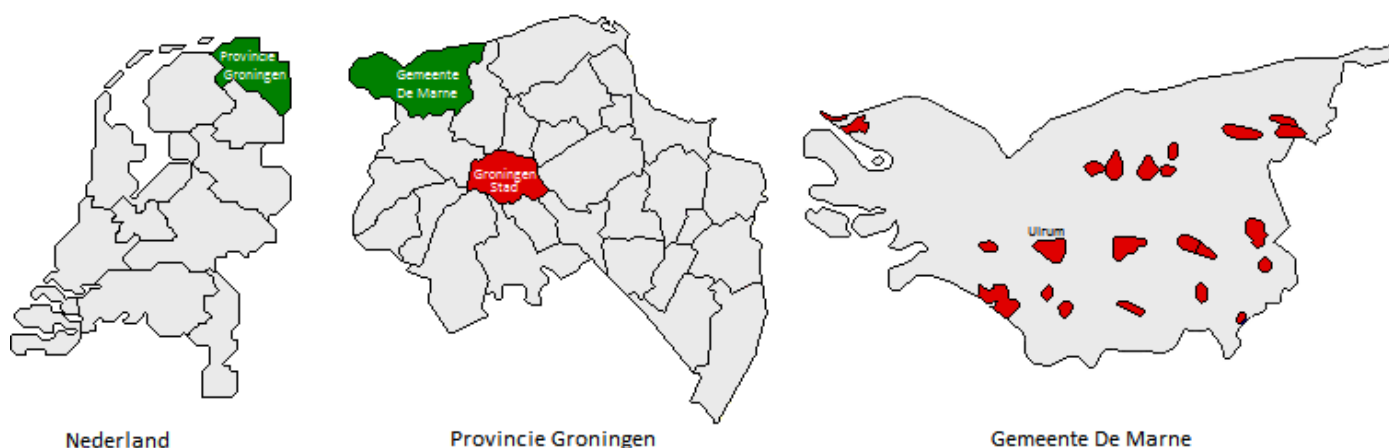 Provincie
Groningen
Nederland
Gemeente
De Marne
Groningen
Stad
Provincie Groningen
Ulrum
Gemeente De Marne